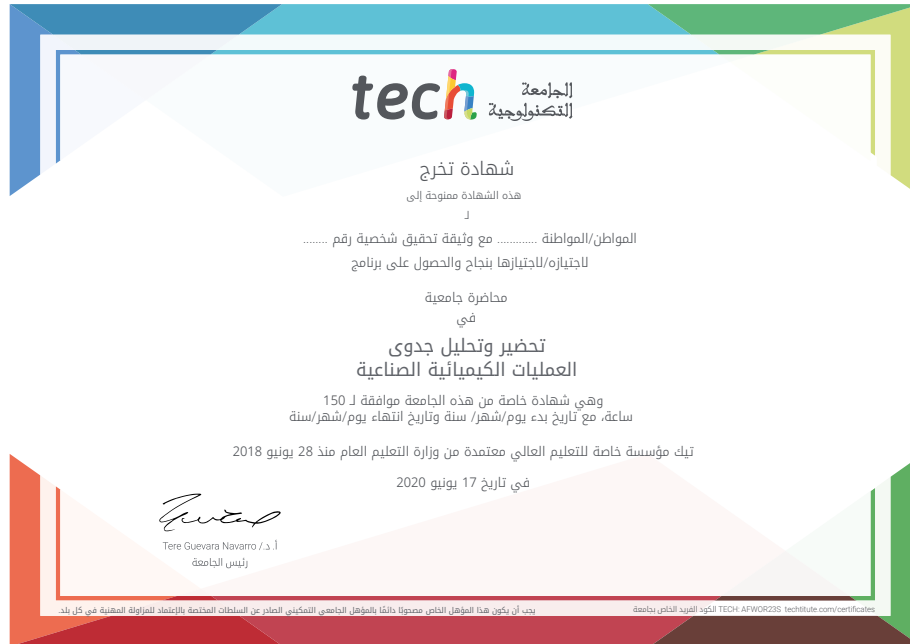 tech الجامعة
التكنولوجية
شهادة تخرج
هذه الشهادة ممنوحة إلى
لـ
المواطن/المواطنة ............ مع وثيقة تحقيق شخصية رقم ........
لاجتيازه/لاجتيازها بنجاح والحصول على برنامج
محاضرة جامعية
في
تحضير وتحليل جدوى
العمليات الكيميائية الصناعية
وهي شهادة خاصة من هذه الجامعة موافقة لـ 150
ساعة، مع تاريخ بدء يوم/شهر/ سنة وتاريخ انتهاء يوم/شهر/سنة
تيك مؤسسة خاصة للتعليم العالي معتمدة من وزارة التعليم العام منذ 28 يونيو 2018
في تاريخ 17 يونيو 2020
أ. د./ Tere Guevara Navarro
رئيس الجامعة
يجب أن يكون هذا المؤهل الخاص مصحوبًا دائمًا بالمؤهل الجامعي التمكيني الصادر عن السلطات المختصة بالإعتماد للمزاولة المهنية في كل بلد.
الكود الفريد الخاص بجامعة TECH: AFWOR23S techtitute.com/certificates